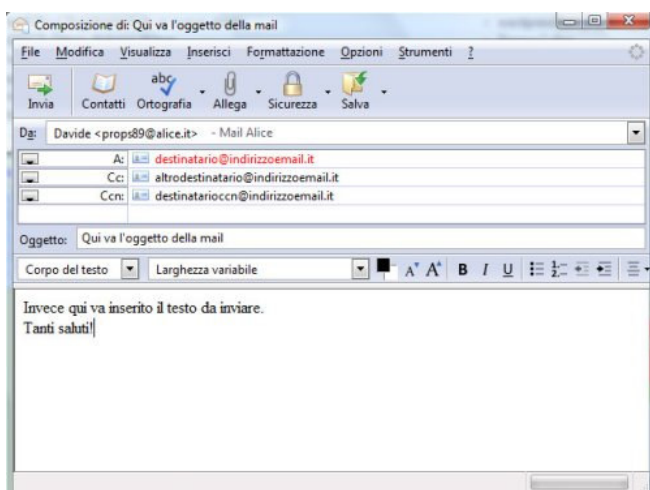 Composizione di: Qui va l'oggetto della mail
File Modifica Visualizza Inserisci Formattazione Opzioni Strumenti ?
Invia Contatti Ortografia Allega Sicurezza Salva
Da: Davide <props89@alice.it> - Mail Alice
A: destinatario@indirizzoemail.it
Cc: altrodestinatario@indirizzoemail.it
Ccn: destinatarioccn@indirizzoemail.it
Oggetto: Qui va l'oggetto della mail
Corpo del testo Larghezza variabile A A B I U
Invece qui va inserito il testo da inviare.
Tanti saluti!